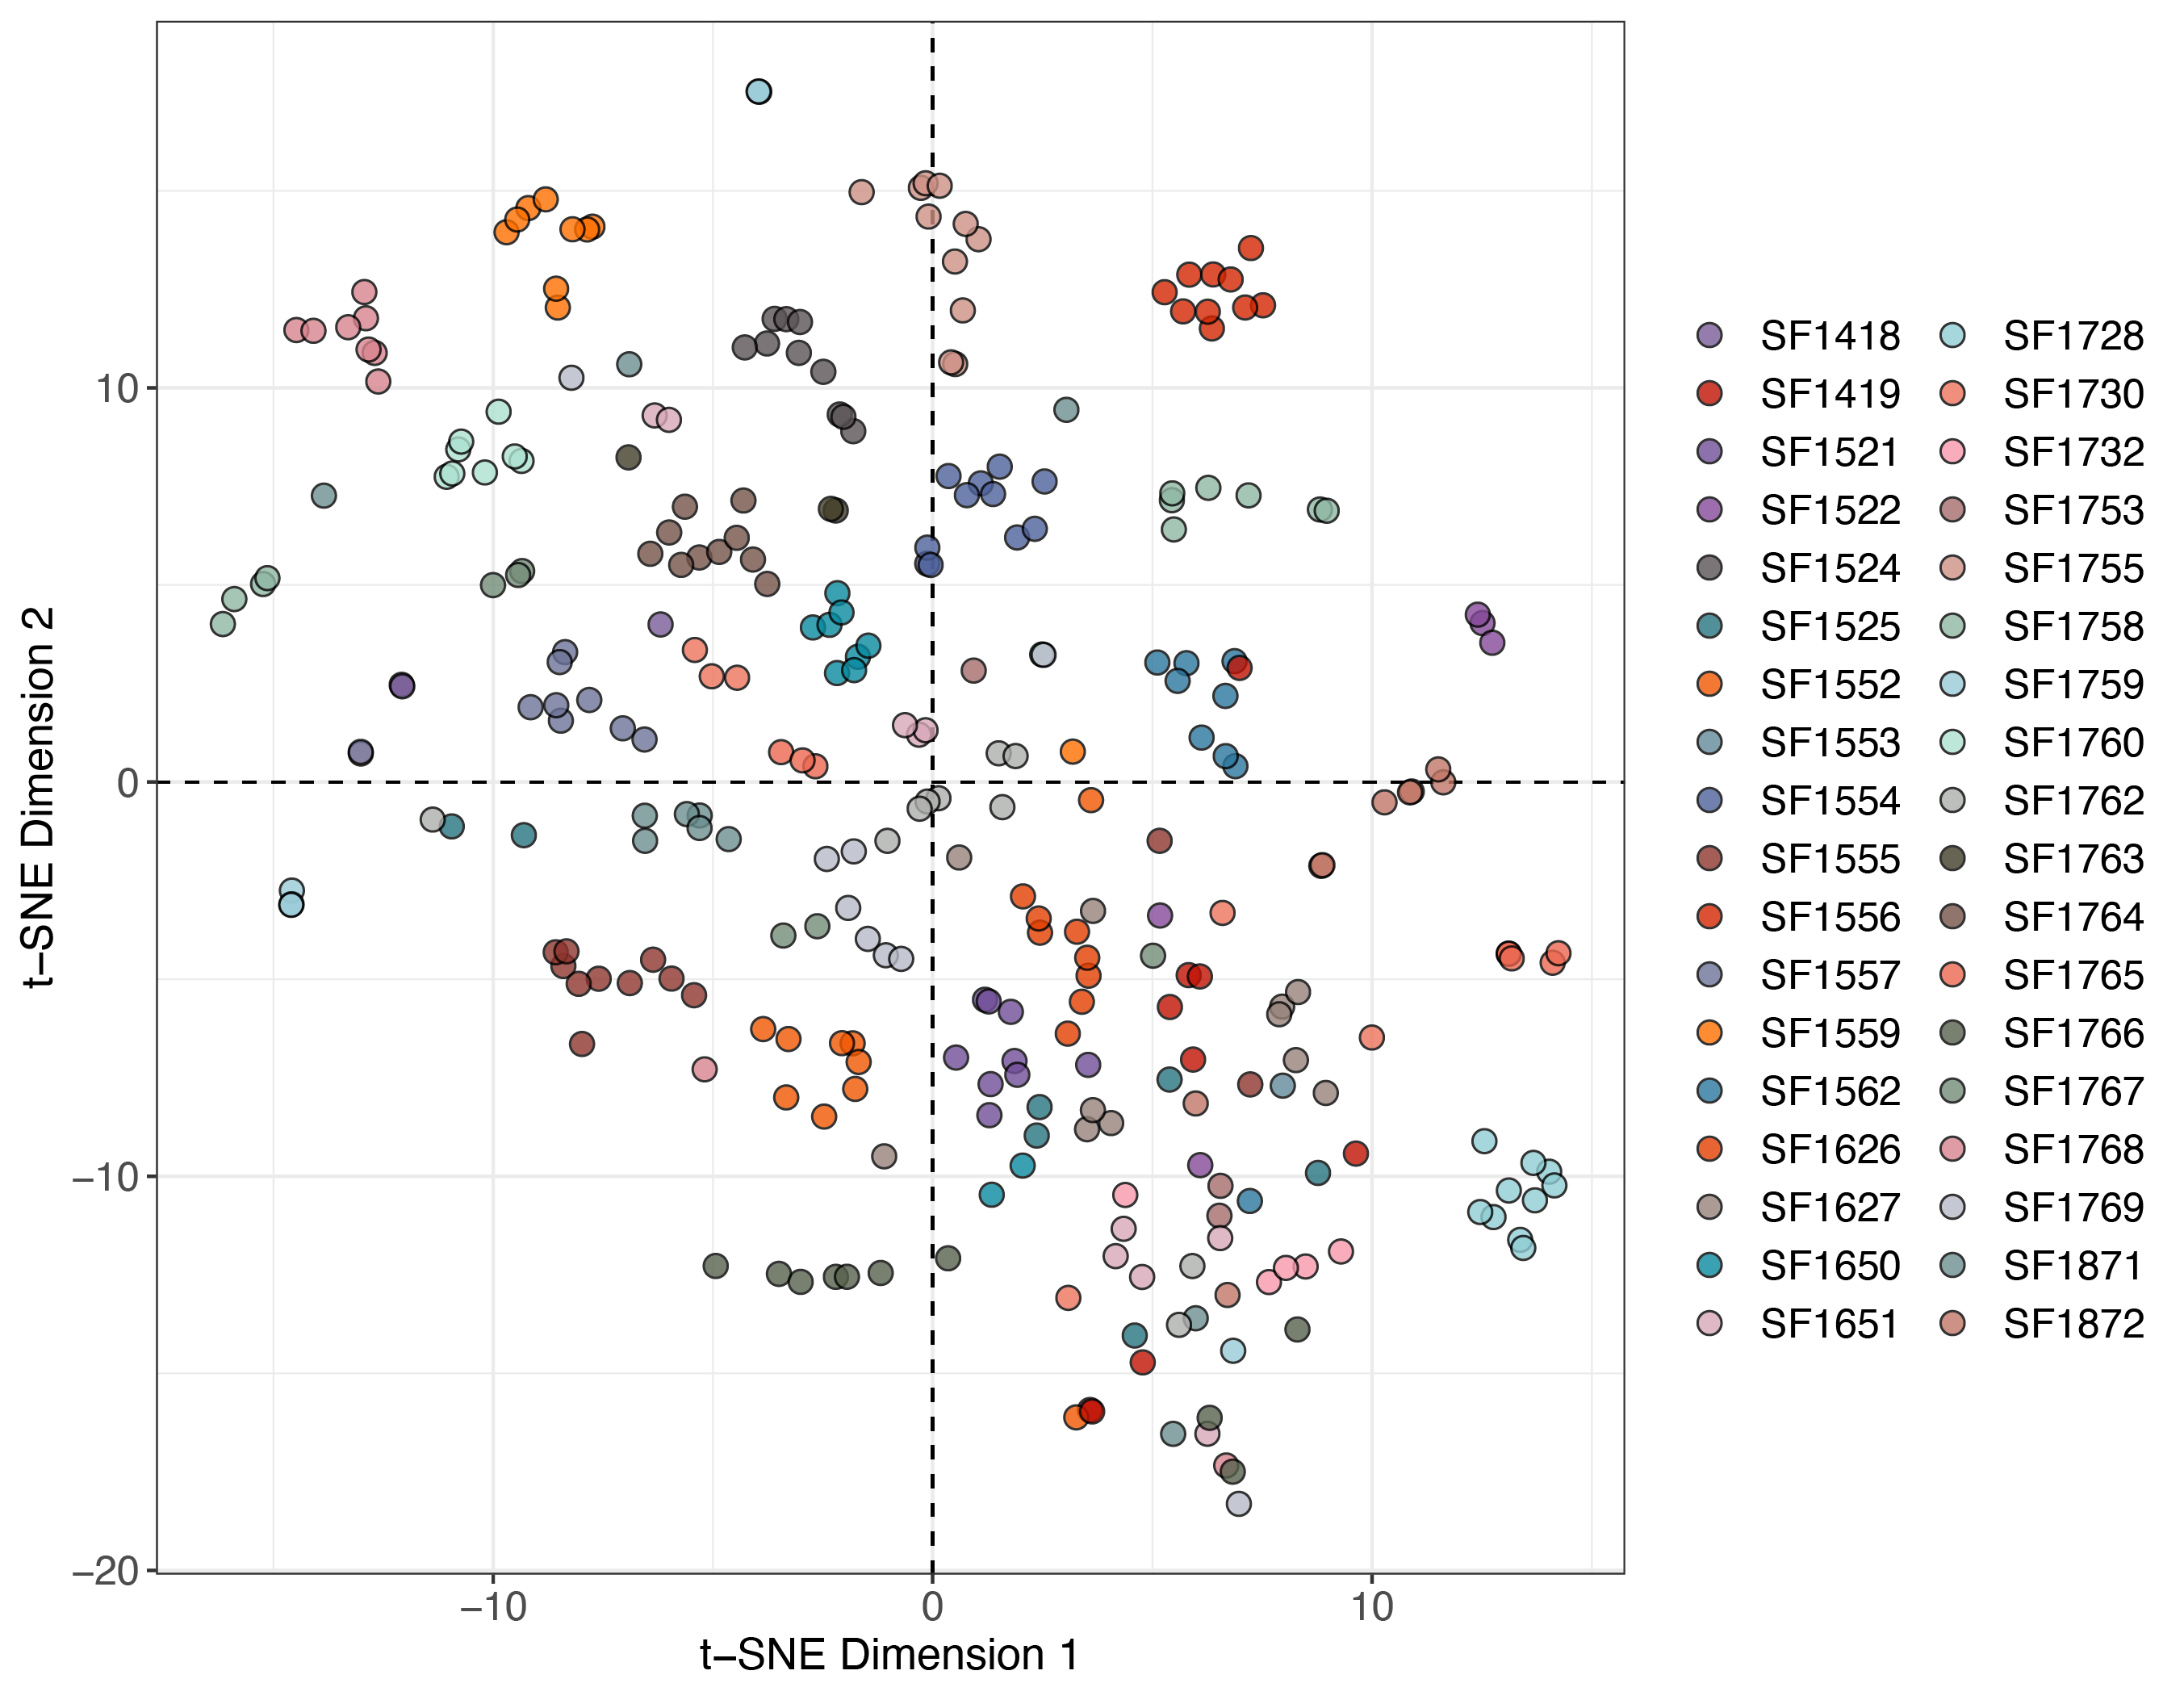 10
0
−10
−20
−10
0
10
t−SNE Dimension 1
t−SNE Dimension 2
SF1418
SF1419
SF1521
SF1522
SF1524
SF1525
SF1552
SF1553
SF1554
SF1555
SF1556
SF1557
SF1559
SF1562
SF1626
SF1627
SF1650
SF1651
SF1728
SF1730
SF1732
SF1753
SF1755
SF1758
SF1759
SF1760
SF1762
SF1763
SF1764
SF1765
SF1766
SF1767
SF1768
SF1769
SF1871
SF1872